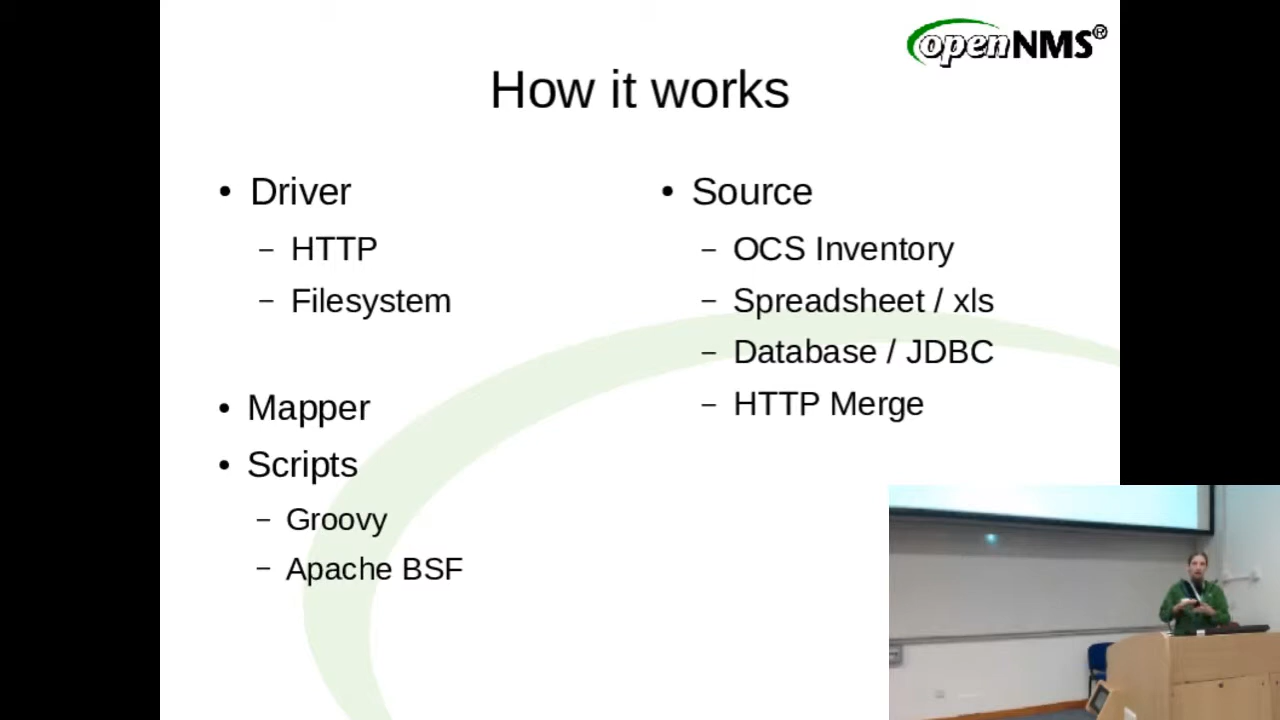 openNMS®
How it works
• Driver
– HTTP
– Filesystem
• Mapper
• Scripts
– Groovy
– Apache BSF
• Source
– OCS Inventory
– Spreadsheet / xls
– Database / JDBC
– HTTP Merge